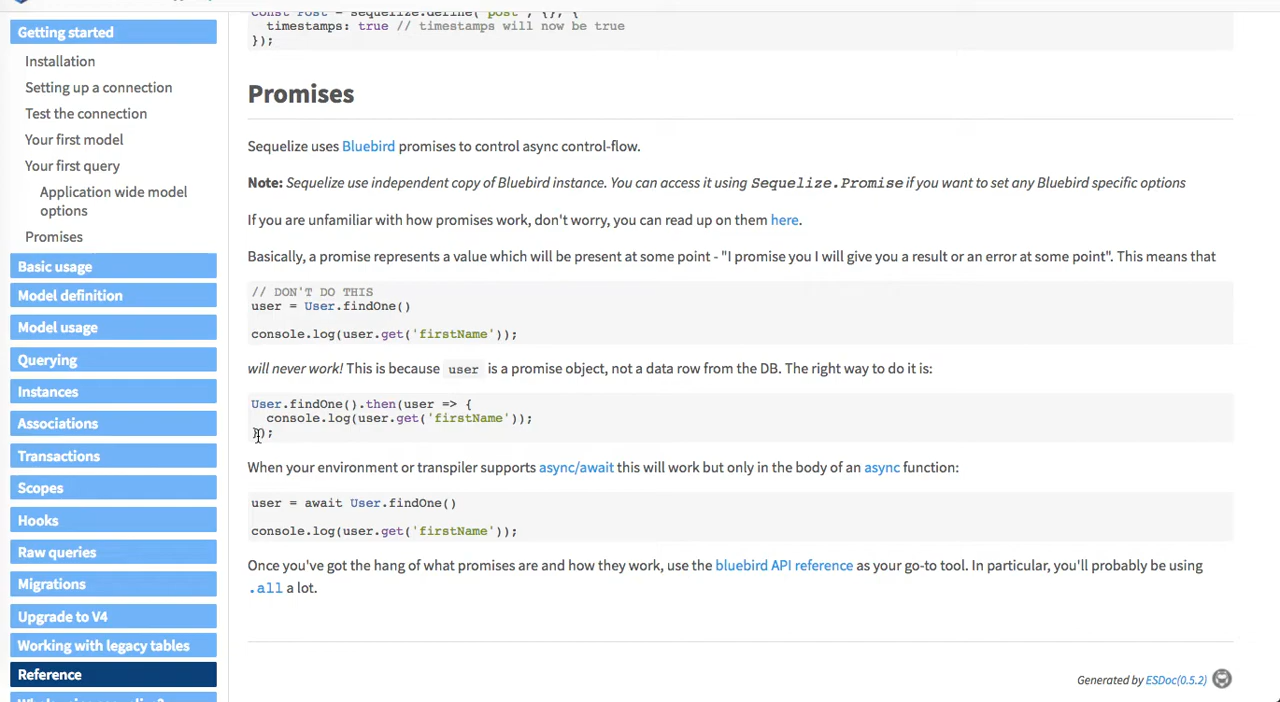 Getting started
Installation
Setting up a connection
Test the connection
Your first model
Your first query
Application wide model
options
Promises
Basic usage
Model definition
Model usage
Querying
Instances
Associations
Transactions
Scopes
Hooks
Raw queries
Migrations
Upgrade to V4
Working with legacy tables
Reference
const Post = sequelize.define('post', {}, {
  timestamps: true // timestamps will now be true
});
Promises
Sequelize uses Bluebird promises to control async control-flow.
Note: Sequelize use independent copy of Bluebird instance. You can access it using Sequelize.Promise if you want to set any Bluebird specific options
If you are unfamiliar with how promises work, don't worry, you can read up on them here.
Basically, a promise represents a value which will be present at some point - "I promise you I will give you a result or an error at some point". This means that
// DON'T DO THIS
user = User.findOne()
console.log(user.get('firstName'));
will never work! This is because user is a promise object, not a data row from the DB. The right way to do it is:
User.findOne().then(user => {
  console.log(user.get('firstName'));
});
When your environment or transpiler supports async/await this will work but only in the body of an async function:
user = await User.findOne()
console.log(user.get('firstName'));
Once you've got the hang of what promises are and how they work, use the bluebird API reference as your go-to tool. In particular, you'll probably be using
.all a lot.
Generated by ESDoc(0.5.2)